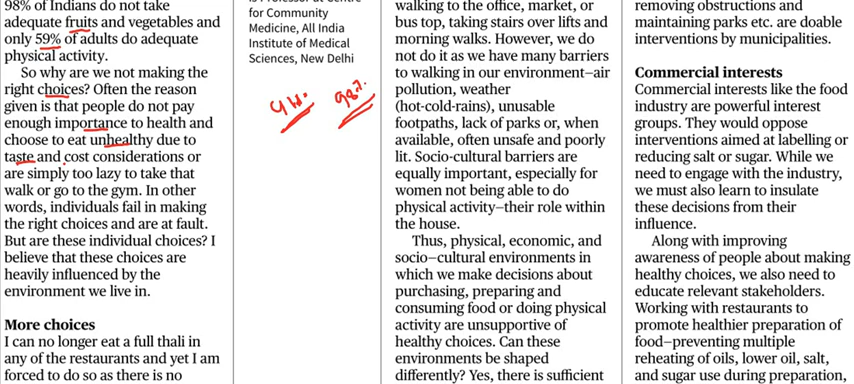 98% of Indians do not take
adequate fruits and vegetables and
only 59% of adults do adequate
physical activity.
So why are we not making the
right choices? Often the reason
given is that people do not pay
enough importance to health and
choose to eat unhealthy due to
taste and cost considerations or
are simply too lazy to take that
walk or go to the gym. In other
words, individuals fail in making
the right choices and are at fault.
But are these individual choices? I
believe that these choices are
heavily influenced by the
environment we live in.
More choices
I can no longer eat a full thali in
any of the restaurants and yet I am
forced to do so as there is no
is Professor at Centre
for Community
Medicine, All India
Institute of Medical
Sciences, New Delhi
98%.
walking to the office, market, or
bus top, taking stairs over lifts and
morning walks. However, we do
not do it as we have many barriers
to walking in our environment—air
pollution, weather
(hot-cold-rains), unusable
footpaths, lack of parks or, when
available, often unsafe and poorly
lit. Socio-cultural barriers are
equally important, especially for
women not being able to do
physical activity—their role within
the house.
Thus, physical, economic, and
socio—cultural environments in
which we make decisions about
purchasing, preparing and
consuming food or doing physical
activity are unsupportive of
healthy choices. Can these
environments be shaped
differently? Yes, there is sufficient
removing obstructions and
maintaining parks etc. are doable
interventions by municipalities.
Commercial interests
Commercial interests like the food
industry are powerful interest
groups. They would oppose
interventions aimed at labelling or
reducing salt or sugar. While we
need to engage with the industry,
we must also learn to insulate
these decisions from their
influence.
Along with improving
awareness of people about making
healthy choices, we also need to
educate relevant stakeholders.
Working with restaurants to
promote healthier preparation of
food—preventing multiple
reheating of oils, lower oil, salt,
and sugar use during preparation,